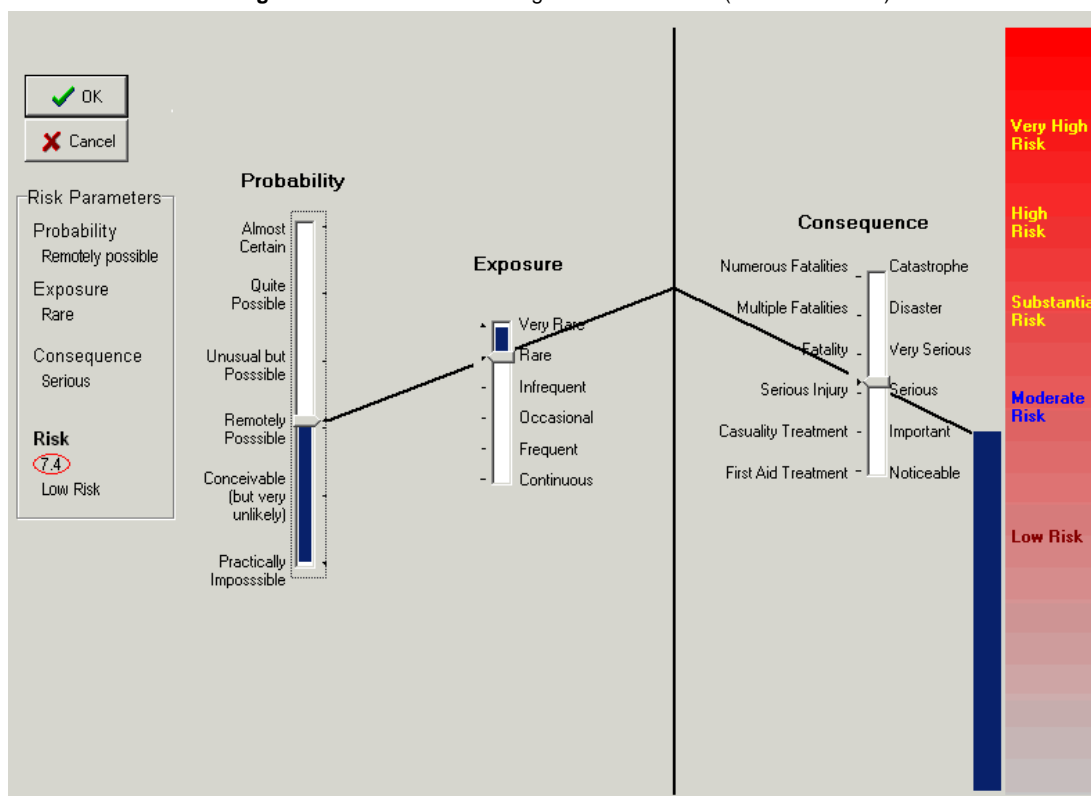 OK
Cancel
Risk Parameters
Probability
Remotely possible
Exposure
Rare
Consequence
Serious
Risk
7.4
Low Risk
Probability
Almost
Certain
Quite
Possible
Unusual but
Posssible
Remotely
Posssible
Conceivable
(but very
unlikely)
Practically
Imposssible
Exposure
Very Rare
Rare
Infrequent
Occasional
Frequent
Continuous
Consequence
Numerous Fatalities
Catastrophe
Multiple Fatalities
Disaster
Fatality
Very Serious
Serious Injury
Serious
Casuality Treatment
Important
First Aid Treatment
Noticeable
Very High
Risk
High
Risk
Substantia
Risk
Moderate
Risk
Low Risk